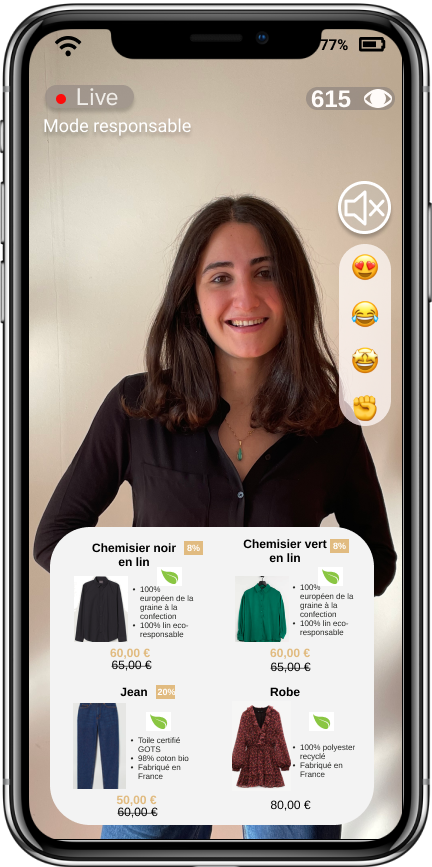 77%
Live
615
Mode responsable
Chemisier noir 8%
en lin
• 100%
européen de la
graine à la
confection
• 100% lin eco-
responsable
60,00 €
65,00 €
Chemisier vert 8%
en lin
• 100%
européen de la
graine à la
confection
• 100% lin eco-
responsable
60,00 €
65,00 €
Jean 20%
• Toile certifié
GOTS
• 98% coton bio
• Fabriqué en
France
50,00 €
60,00 €
Robe
• 100% polyester
recyclé
• Fabriqué en
France
80,00 €